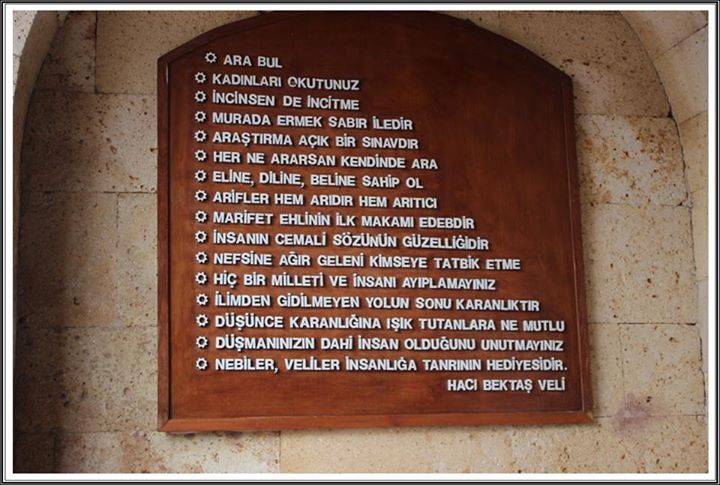 ARA BUL
KADINLARI OKUTUNUZ
İNCİNSEN DE İNCİTME
MURADA ERMEK SABIR İLEDİR
ARAŞTIRMA AÇIK BİR SINAVDIR
HER NE ARARSAN KENDİNDE ARA
ELİNE, DİLİNE, BELİNE SAHİP OL
ARİFLER HEM ARIDIR HEM ARITICI
MARİFET EHLİNİN İLK MAKAMI EDEBDİR
İNSANIN CEMALİ SÖZÜNÜN GÜZELLİĞİDİR
NEFSİNE AĞIR GELENİ KİMSEYE TATBİK ETME
HİÇ BİR MİLLETİ VE İNSANI AYIPLAMAYINIZ
İLİMDEN GİDİLMEYEN YOLUN SONU KARANLIKTIR
DÜŞÜNCE KARANLIĞINA IŞIK TUTANLARA NE MUTLU
DÜŞMANINIZIN DAHİ İNSAN OLDUĞUNU UNUTMAYINIZ
NEBİLER, VELİLER İNSANLIĞA TANRININ HEDİYESİDİR.
HACI BEKTAŞ VELİ